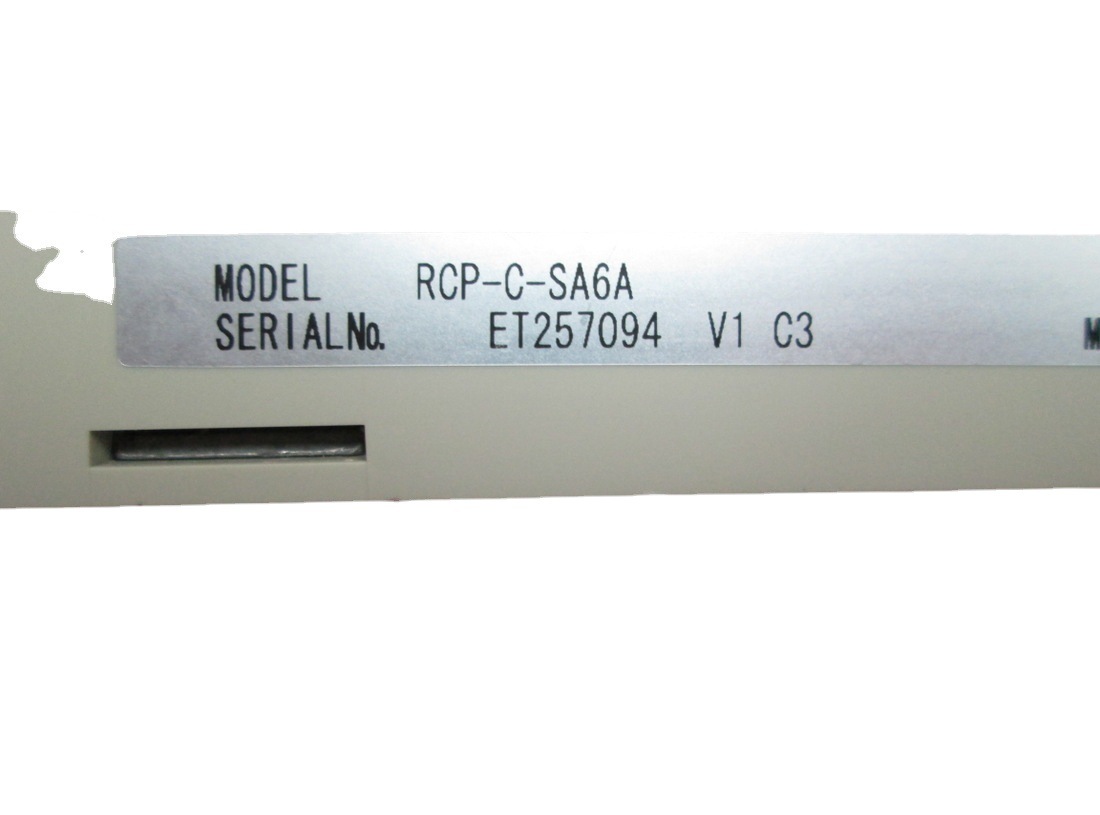 MODEL RCP-C-SA6A
SERIALNo. ET257094 V1 C3